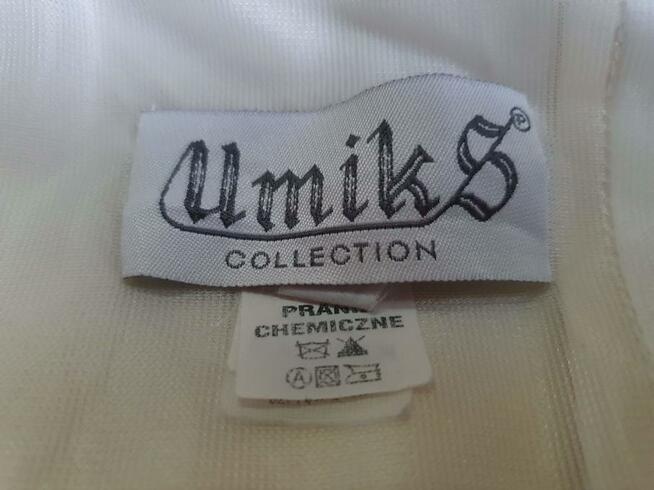 UmikS ®
COLLECTION
CHEMICZNE
A